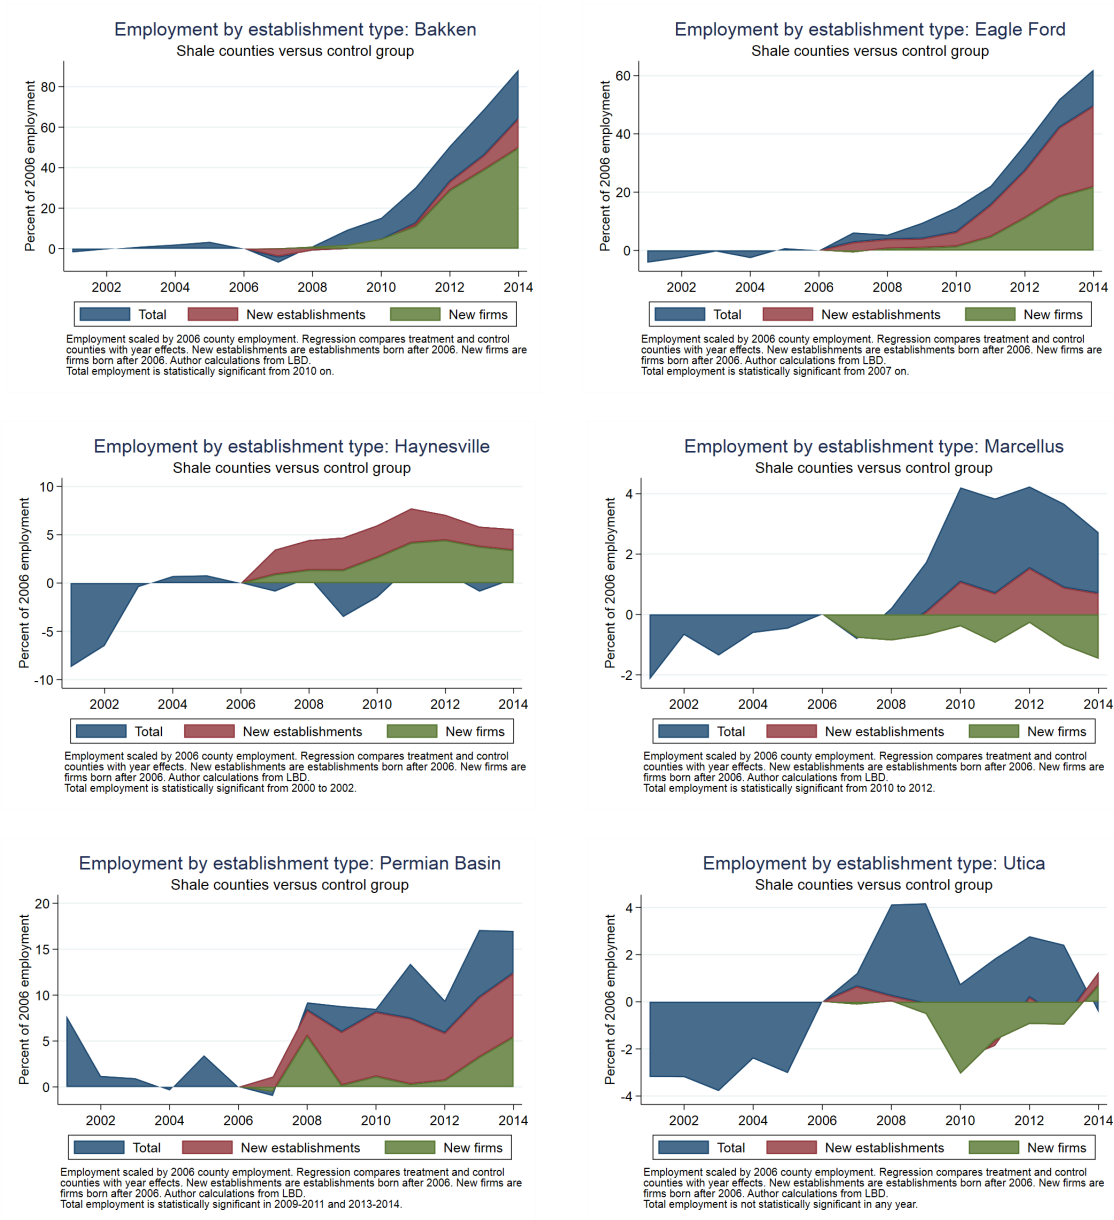 Employment by establishment type: Bakken
Shale counties versus control group
Percent of 2006 employment
80
60
40
20
0
2002 2004 2006 2008 2010 2012 2014
Total New establishments New firms
Employment scaled by 2006 county employment. Regression compares treatment and control
counties with year effects. New establishments are establishments born after 2006. New firms are
firms born after 2006. Author calculations from LBD.
Total employment is statistically significant from 2010 on.
Employment by establishment type: Eagle Ford
Shale counties versus control group
Percent of 2006 employment
60
40
20
0
2002 2004 2006 2008 2010 2012 2014
Total New establishments New firms
Employment scaled by 2006 county employment. Regression compares treatment and control
counties with year effects. New establishments are establishments born after 2006. New firms are
firms born after 2006. Author calculations from LBD.
Total employment is statistically significant from 2007 on.
Employment by establishment type: Haynesville
Shale counties versus control group
Percent of 2006 employment
10
5
0
-5
-10
2002 2004 2006 2008 2010 2012 2014
Total New establishments New firms
Employment scaled by 2006 county employment. Regression compares treatment and control
counties with year effects. New establishments are establishments born after 2006. New firms are
firms born after 2006. Author calculations from LBD.
Total employment is statistically significant from 2000 to 2002.
Employment by establishment type: Marcellus
Shale counties versus control group
Percent of 2006 employment
4
2
0
-2
2002 2004 2006 2008 2010 2012 2014
Total New establishments New firms
Employment scaled by 2006 county employment. Regression compares treatment and control
counties with year effects. New establishments are establishments born after 2006. New firms are
firms born after 2006. Author calculations from LBD.
Total employment is statistically significant from 2010 to 2012.
Employment by establishment type: Permian Basin
Shale counties versus control group
Percent of 2006 employment
20
15
10
5
0
2002 2004 2006 2008 2010 2012 2014
Total New establishments New firms
Employment scaled by 2006 county employment. Regression compares treatment and control
counties with year effects. New establishments are establishments born after 2006. New firms are
firms born after 2006. Author calculations from LBD.
Total employment is statistically significant in 2009-2011 and 2013-2014.
Employment by establishment type: Utica
Shale counties versus control group
Percent of 2006 employment
4
2
0
-2
-4
2002 2004 2006 2008 2010 2012 2014
Total New establishments New firms
Employment scaled by 2006 county employment. Regression compares treatment and control
counties with year effects. New establishments are establishments born after 2006. New firms are
firms born after 2006. Author calculations from LBD.
Total employment is not statistically significant in any year.